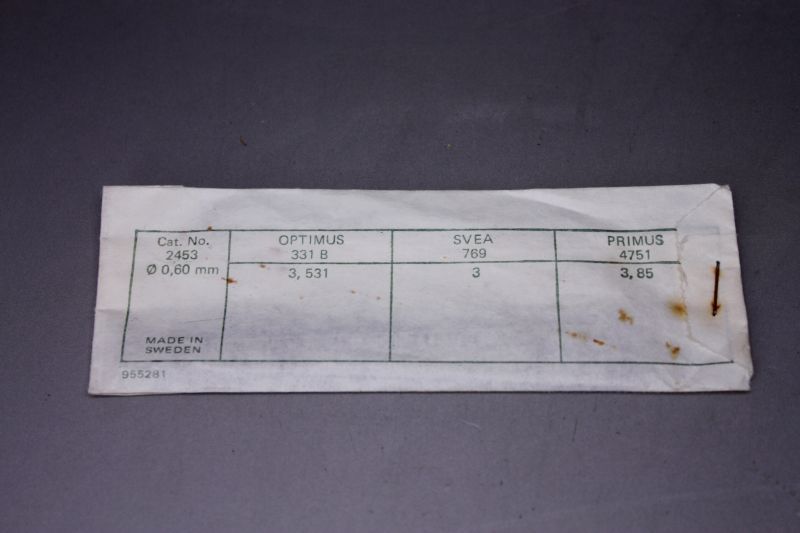 Cat. No.
2453
Ø 0,60 mm
MADE IN
SWEDEN
OPTIMUS
331 B
3, 531
SVEA
769
3
PRIMUS
4751
3, 85
955281